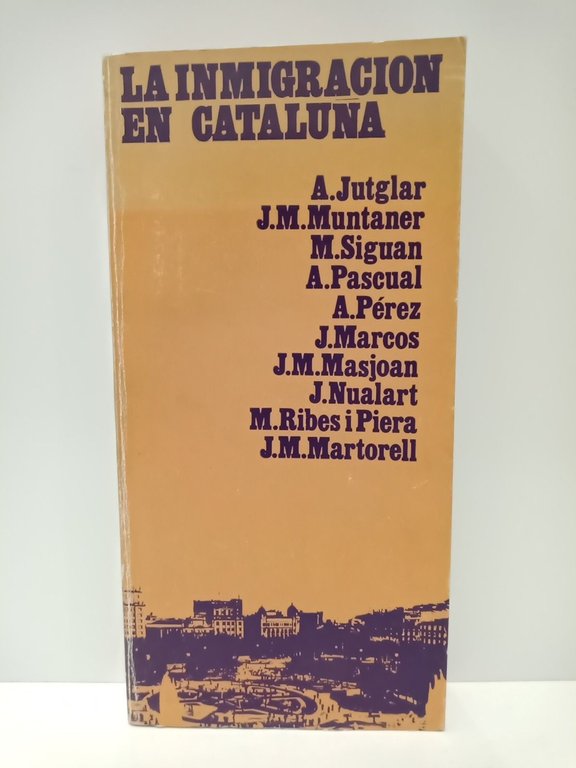 LA INMIGRACION
EN CATALUÑA
A.Jutglar
J.M.Muntaner
M.Siguan
A.Pascual
A.Pérez
J.Marcos
J.M.Masjoan
J.Nualart
M.Ribes i Piera
J.M.Martorell